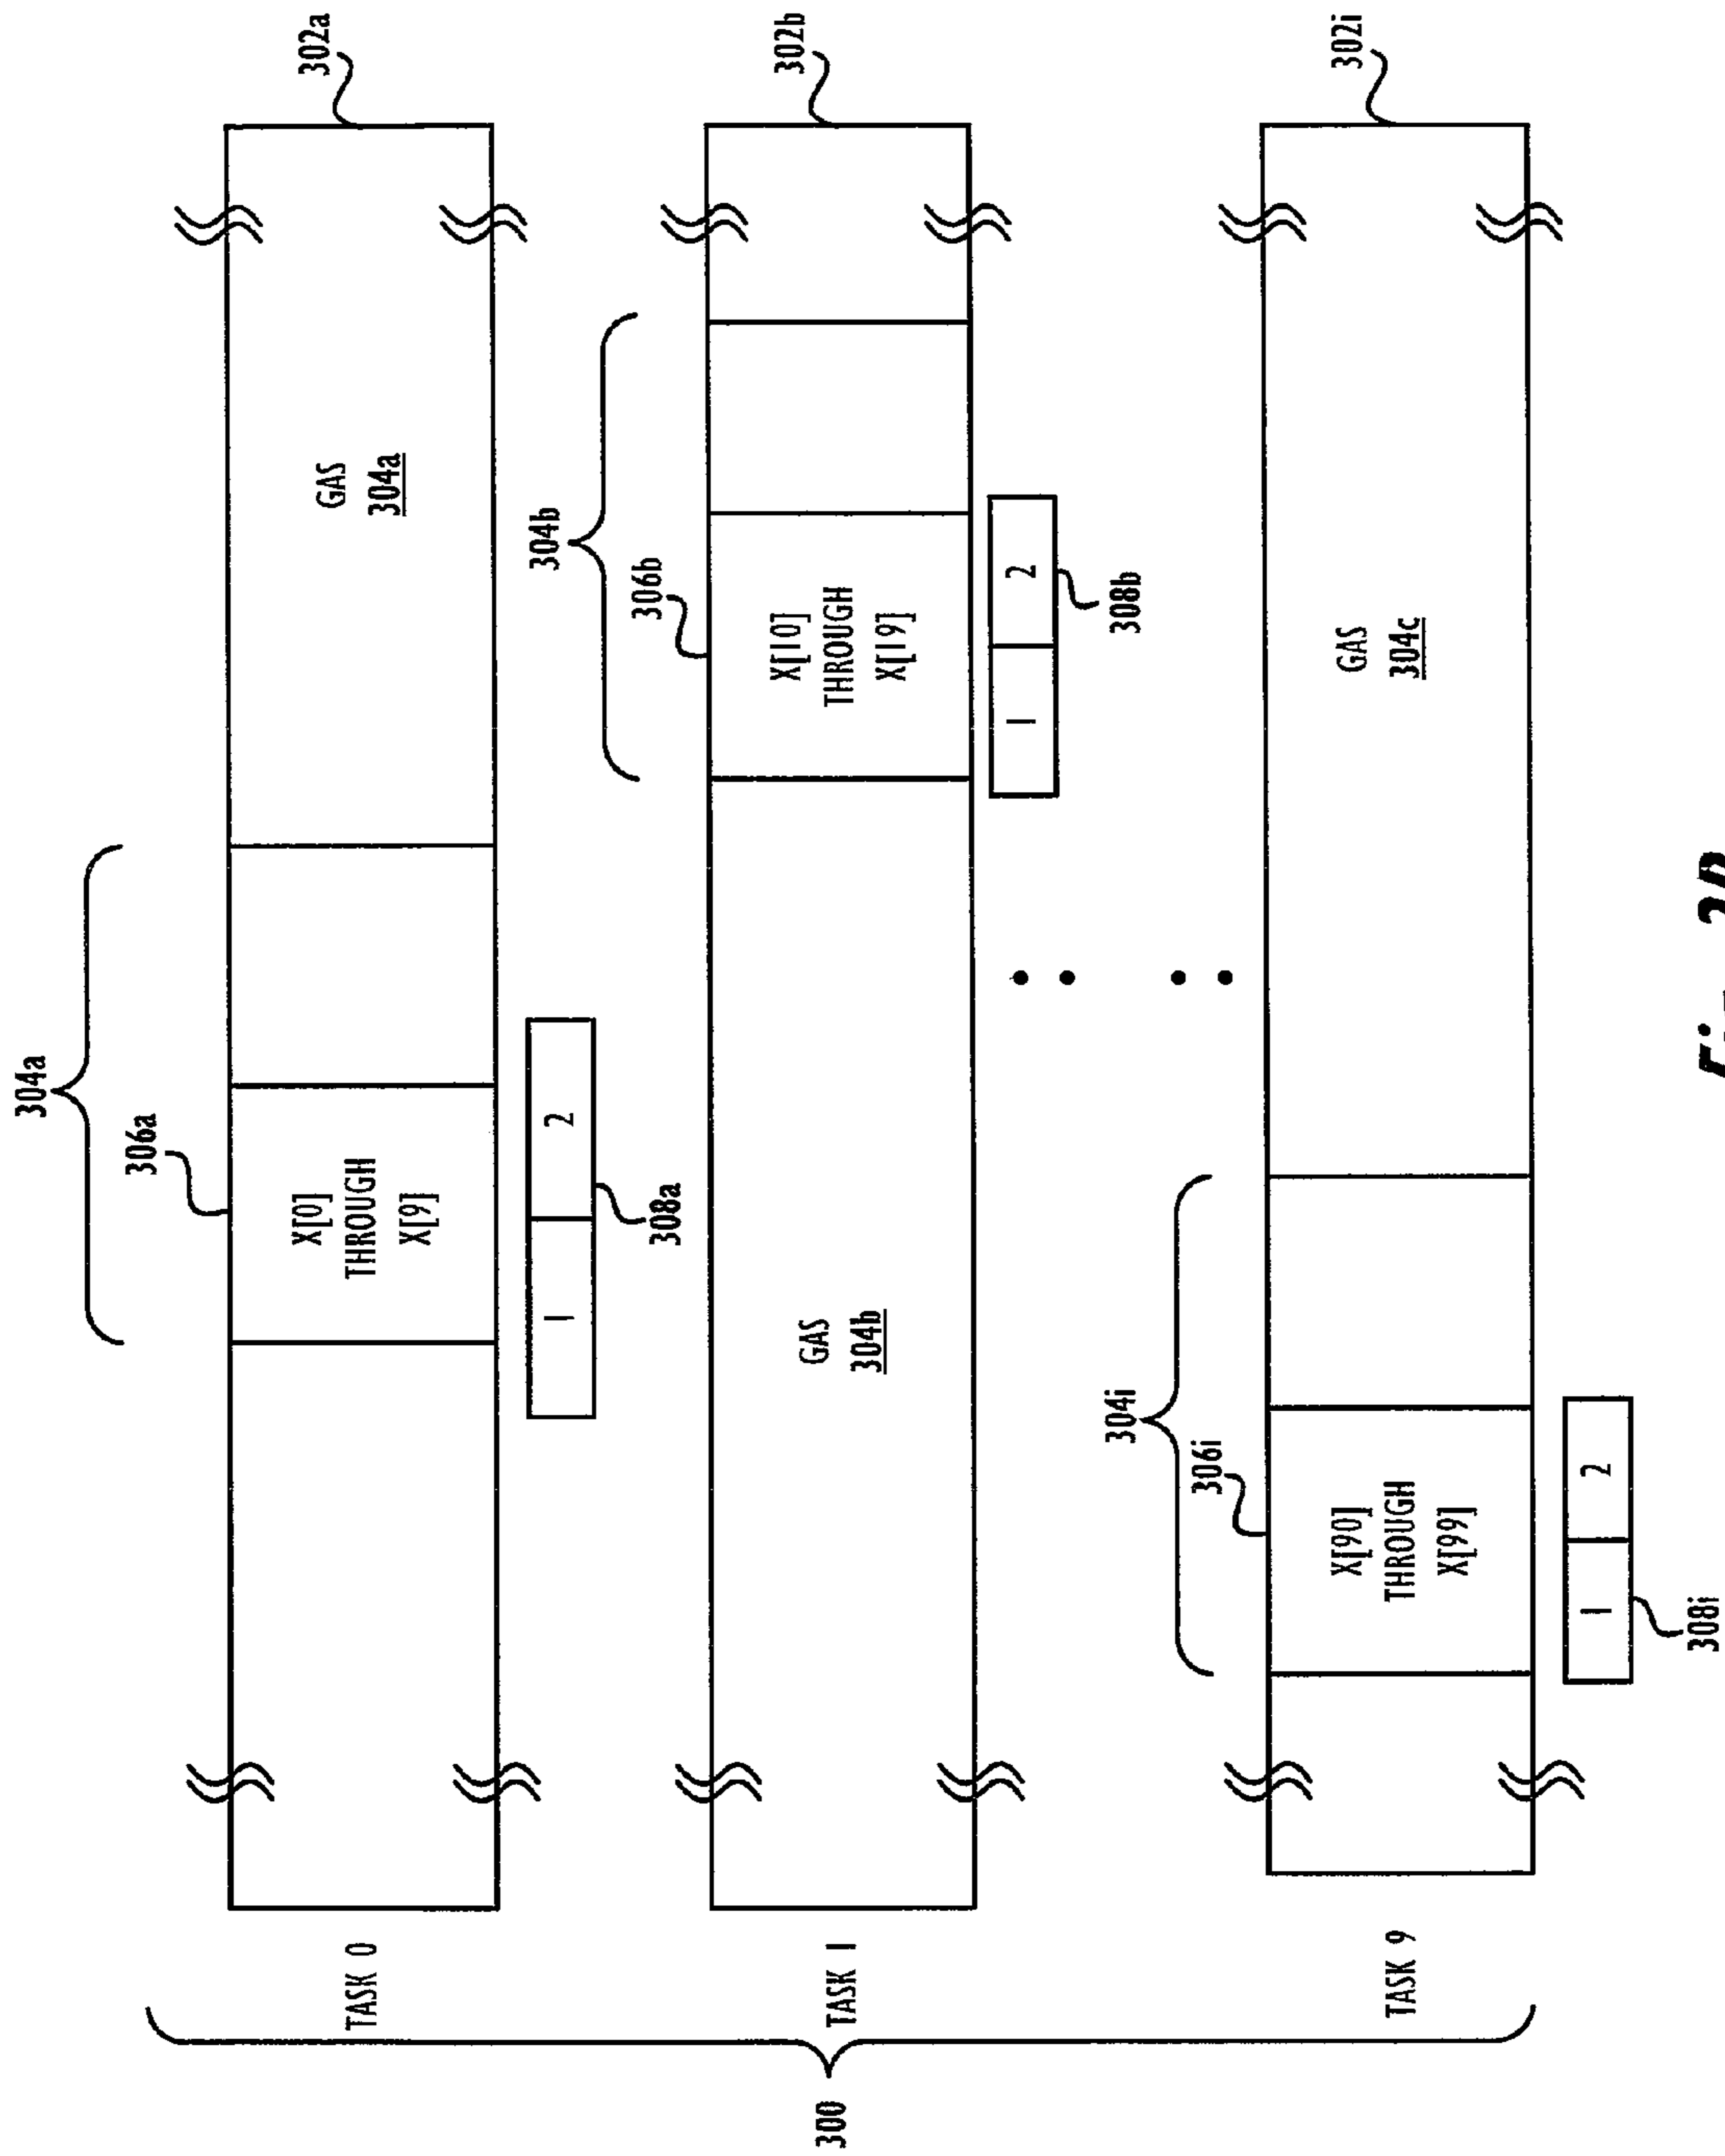 304a
306a
302a
X[0]
THROUGH
X[9]
GAS
304a
TASK 0
1
2
308a
304b
306b
302b
GAS
304b
X[10]
THROUGH
X[19]
TASK 1
1
2
308b
300
304i
306i
302i
X[90]
THROUGH
X[99]
GAS
304c
TASK 9
1
2
308i